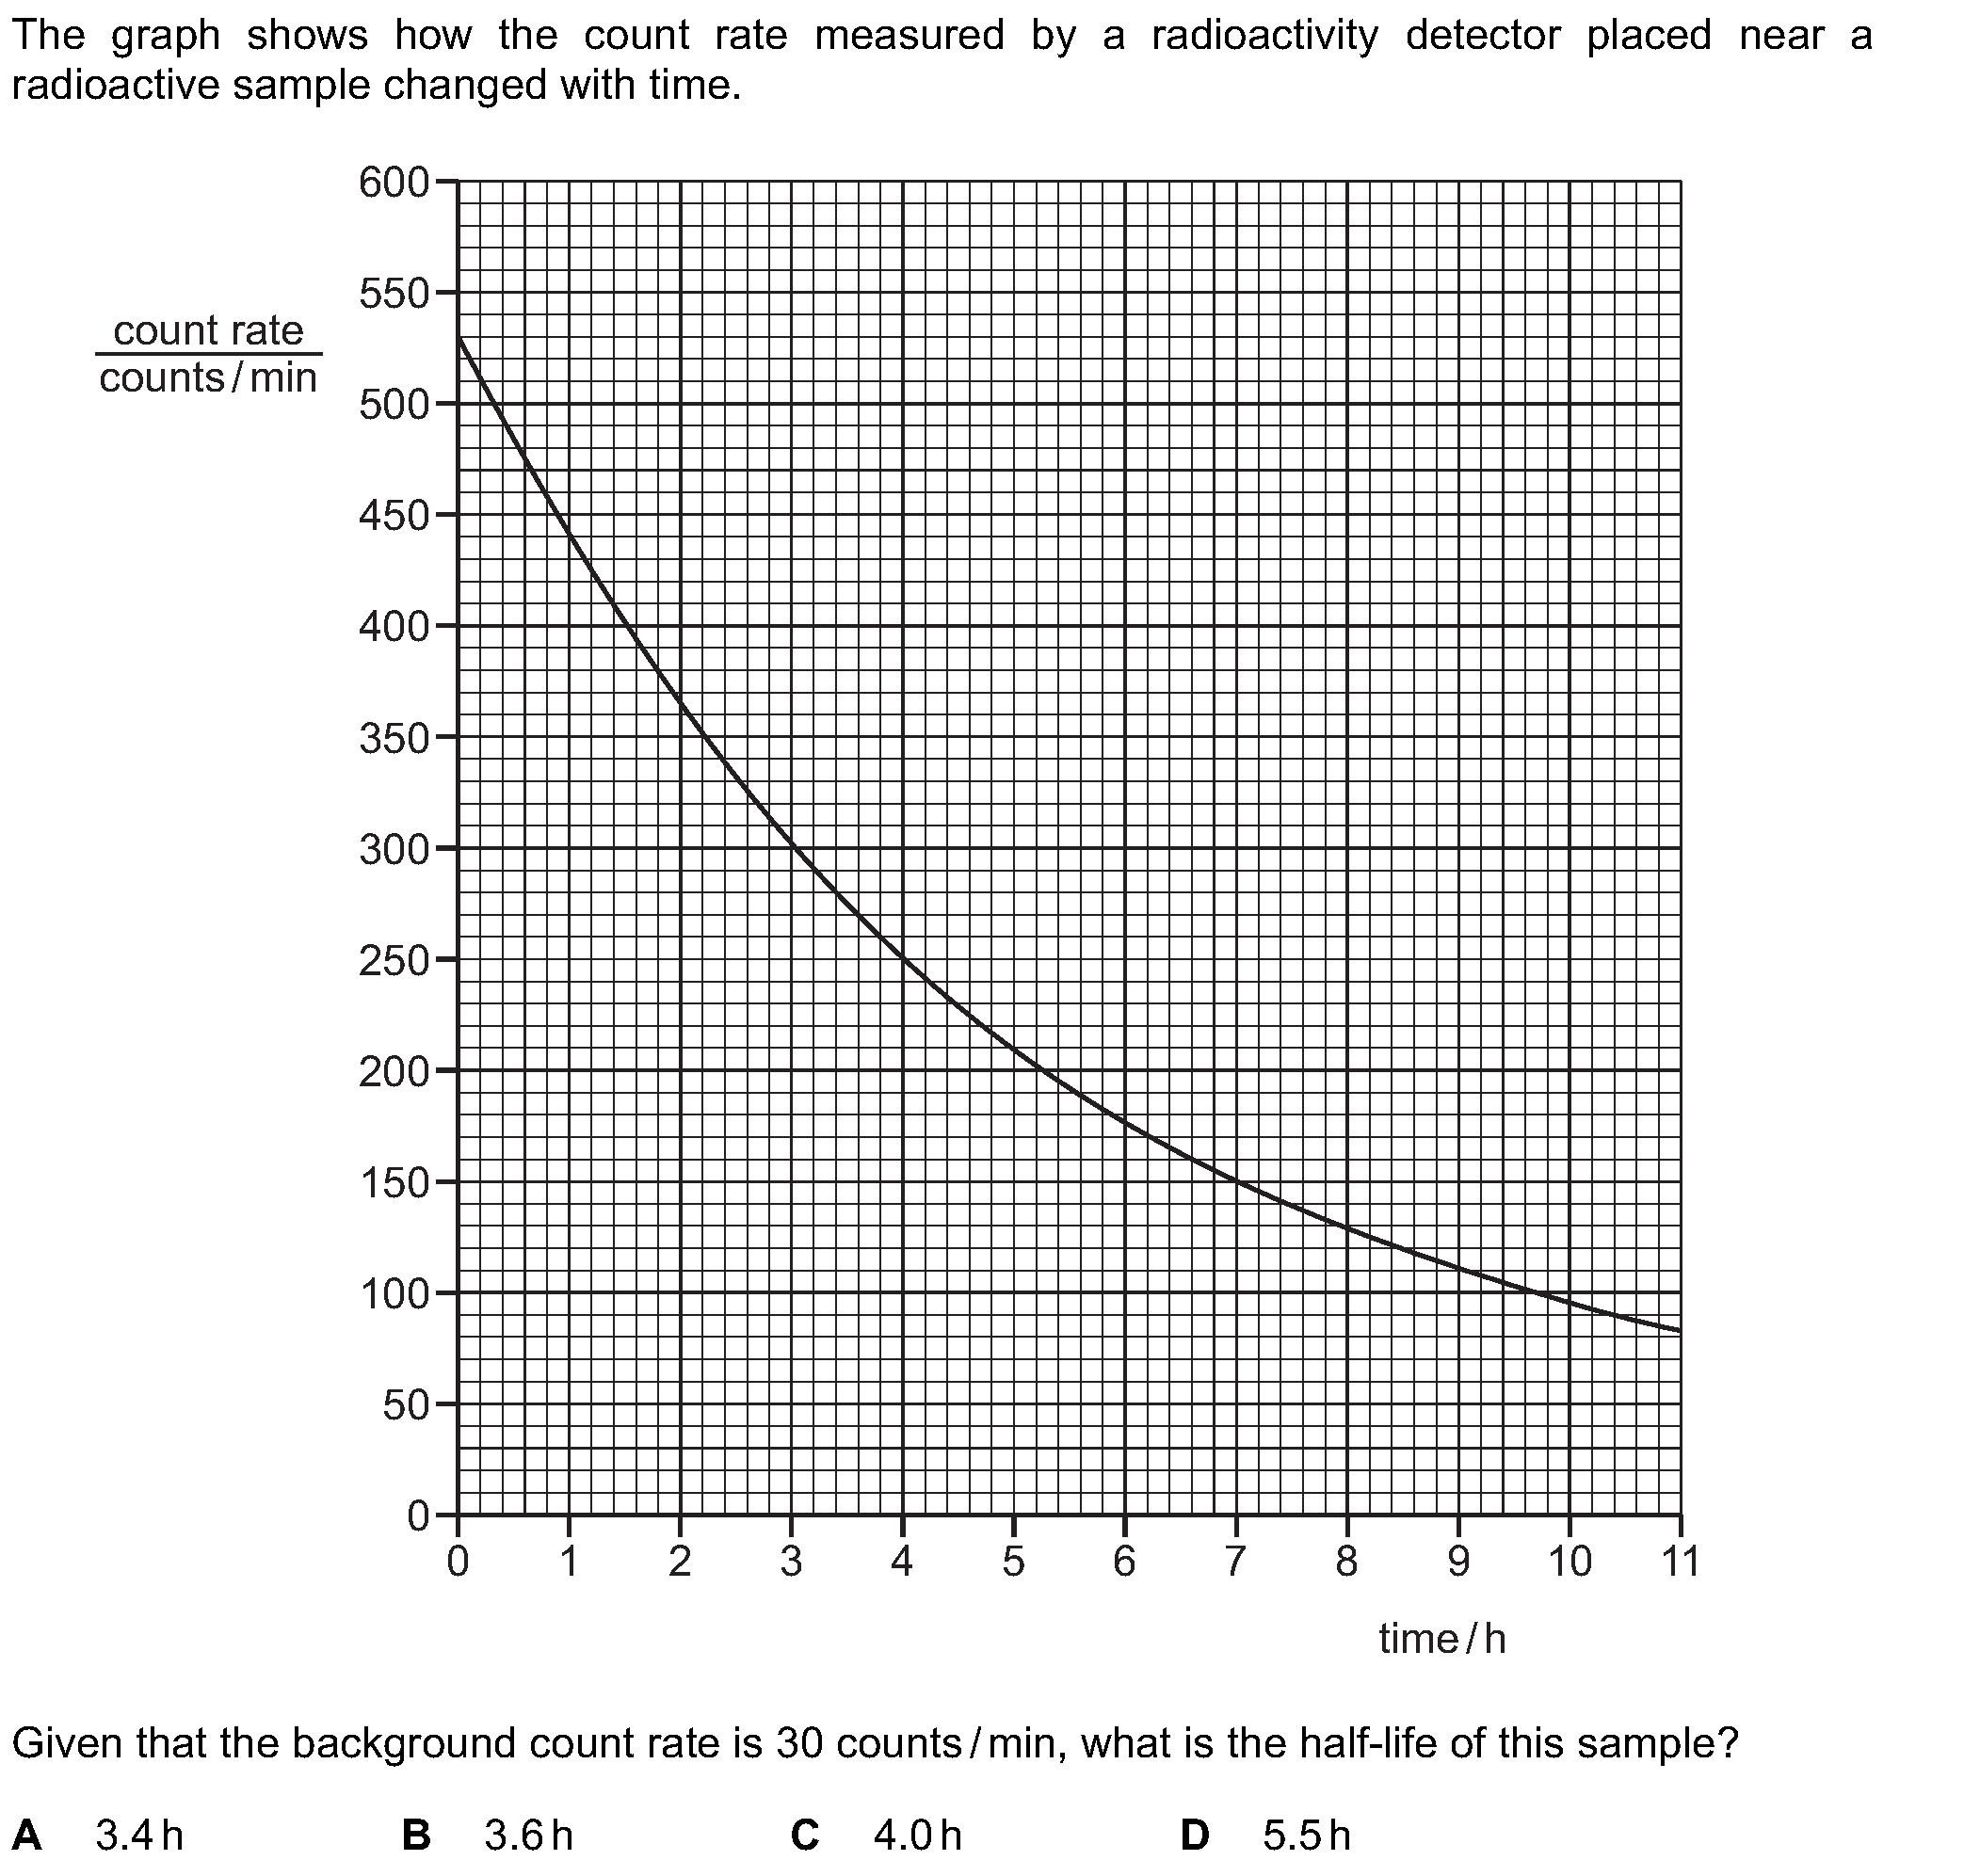 The graph shows how the count rate measured by a radioactivity detector placed near a
radioactive sample changed with time.
600
550
count rate
counts / min
500
450
400
350
300
250
200
150
100
50
0
0 1 2 3 4 5 6 7 8 9 10 11
time / h
Given that the background count rate is 30 counts / min, what is the half-life of this sample?
A 3.4 h B 3.6 h C 4.0 h D 5.5 h